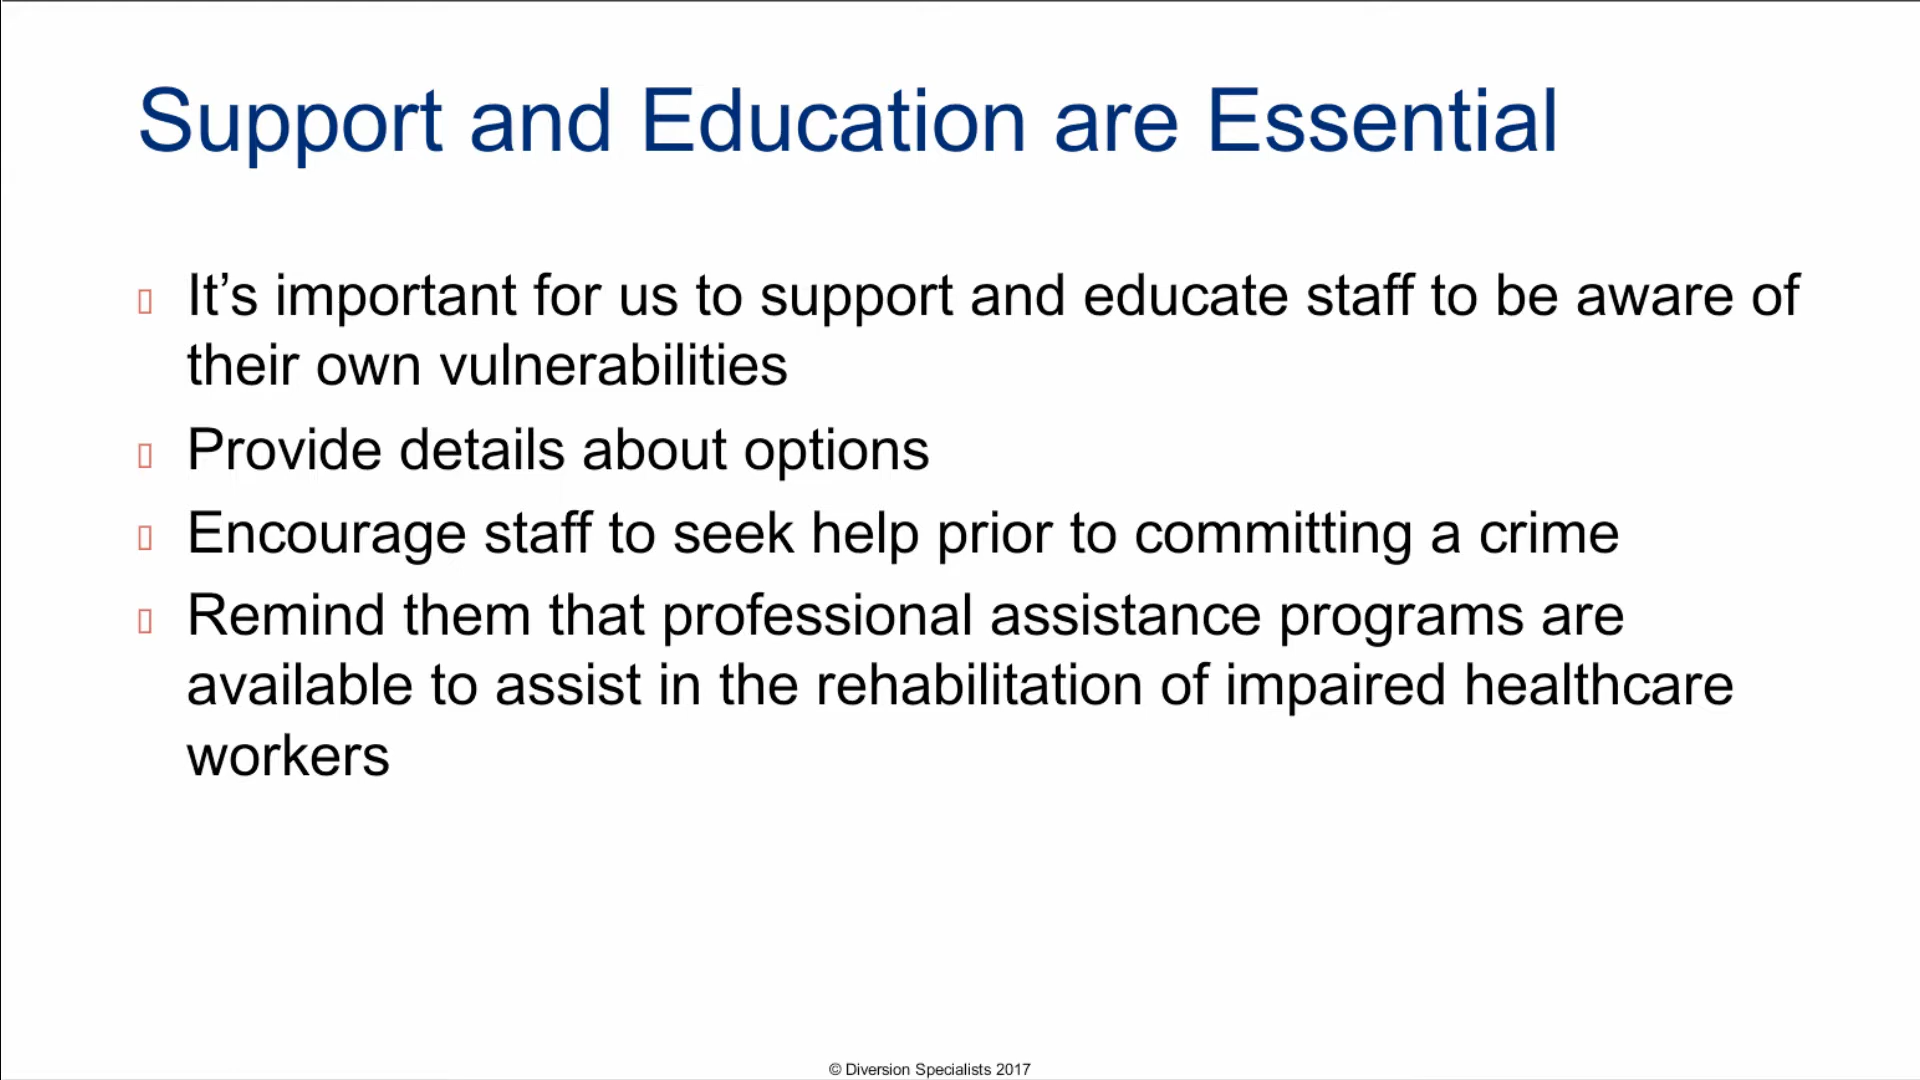 Support and Education are Essential
It’s important for us to support and educate staff to be aware of
their own vulnerabilities
Provide details about options
Encourage staff to seek help prior to committing a crime
Remind them that professional assistance programs are
available to assist in the rehabilitation of impaired healthcare
workers
© Diversion Specialists 2017